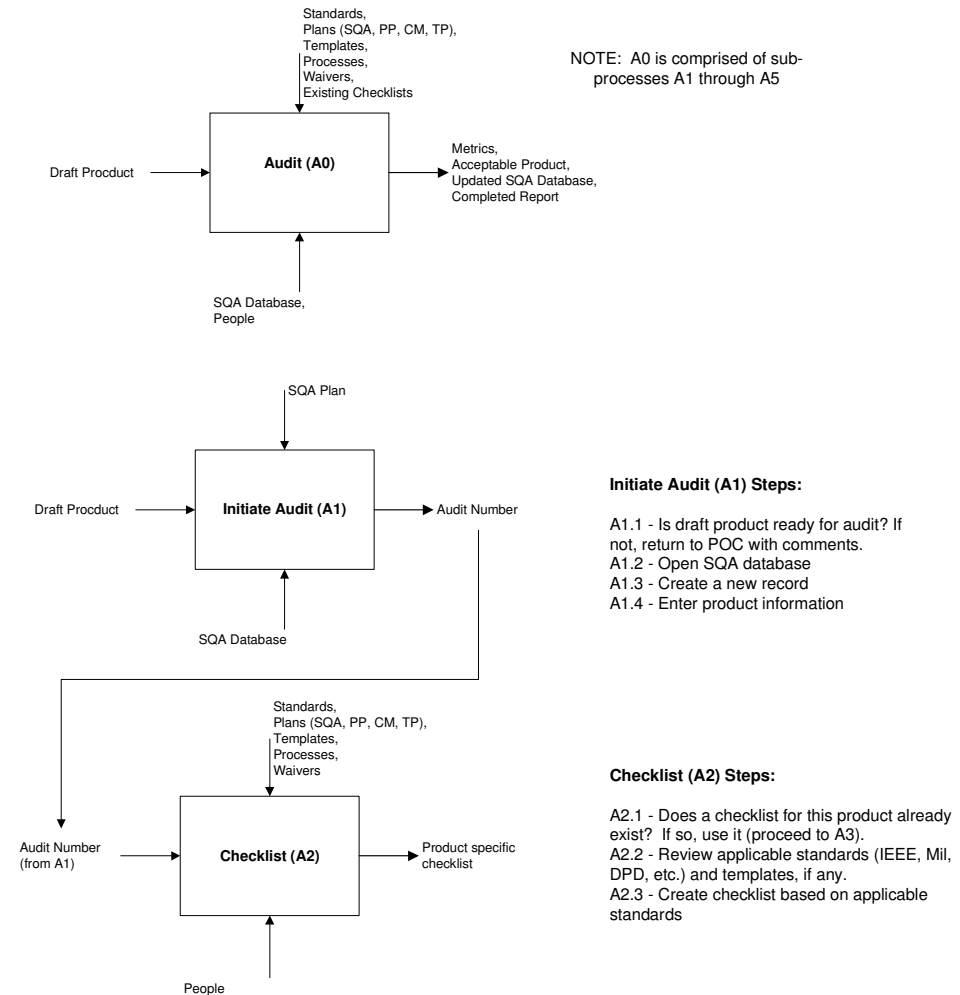 Standards,
Plans (SQA, PP, CM, TP),
Templates,
Processes,
Waivers,
Existing Checklists
NOTE: A0 is comprised of sub-
processes A1 through A5
Draft Procduct
Audit (A0)
Metrics,
Acceptable Product,
Updated SQA Database,
Completed Report
SQA Database,
People
SQA Plan
Draft Procduct
Initiate Audit (A1)
Audit Number
SQA Database
Initiate Audit (A1) Steps:
A1.1 - Is draft product ready for audit? If
not, return to POC with comments.
A1.2 - Open SQA database
A1.3 - Create a new record
A1.4 - Enter product information
Standards,
Plans (SQA, PP, CM, TP),
Templates,
Processes,
Waivers
Audit Number
(from A1)
Checklist (A2)
Product specific
checklist
People
Checklist (A2) Steps:
A2.1 - Does a checklist for this product already
exist? If so, use it (proceed to A3).
A2.2 - Review applicable standards (IEEE, Mil,
DPD, etc.) and templates, if any.
A2.3 - Create checklist based on applicable
standards